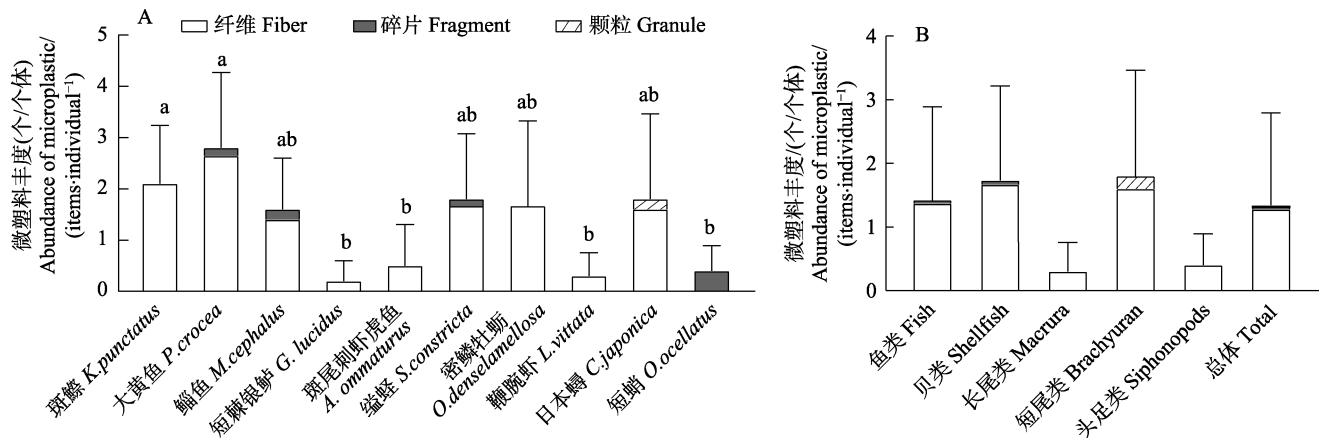 A
纤维 Fiber 碎片 Fragment 颗粒 Granule
微塑料丰度(个/个体)
Abundance of microplastic/
(items·individual⁻¹)
5
4
3
2
1
0
a
a
ab
b
b
ab
ab
b
ab
b
斑鰶 K.punctatus
大黄鱼 P.crocea
鲻鱼 M.cephalus
短棘银鲈 G. lucidus
斑尾刺虾虎鱼
A. ommaturus
缢蛏 S.constricta
密鳞牡蛎
O.denselamellosa
鞭腕虾 L.vittata
日本蟳 C.japonica
短蛸 O.ocellatus
B
微塑料丰度/(个/个体)
Abundance of microplastic/
(items·individual⁻¹)
4
3
2
1
0
鱼类 Fish
贝类 Shellfish
长尾类 Macrura
短尾类 Brachyuran
头足类 Siphonopods
总体 Total